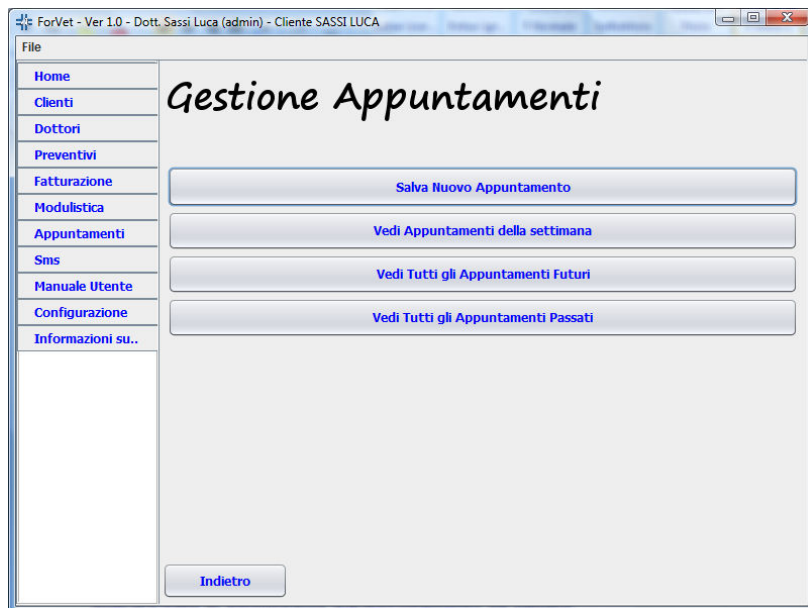 ForVet - Ver 1.0 - Dott. Sassi Luca (admin) - Cliente SASSI LUCA
File
Home
Clienti
Dottori
Preventivi
Fatturazione
Modulistica
Appuntamenti
Sms
Manuale Utente
Configurazione
Informazioni su..
Gestione Appuntamenti
Salva Nuovo Appuntamento
Vedi Appuntamenti della settimana
Vedi Tutti gli Appuntamenti Futuri
Vedi Tutti gli Appuntamenti Passati
Indietro